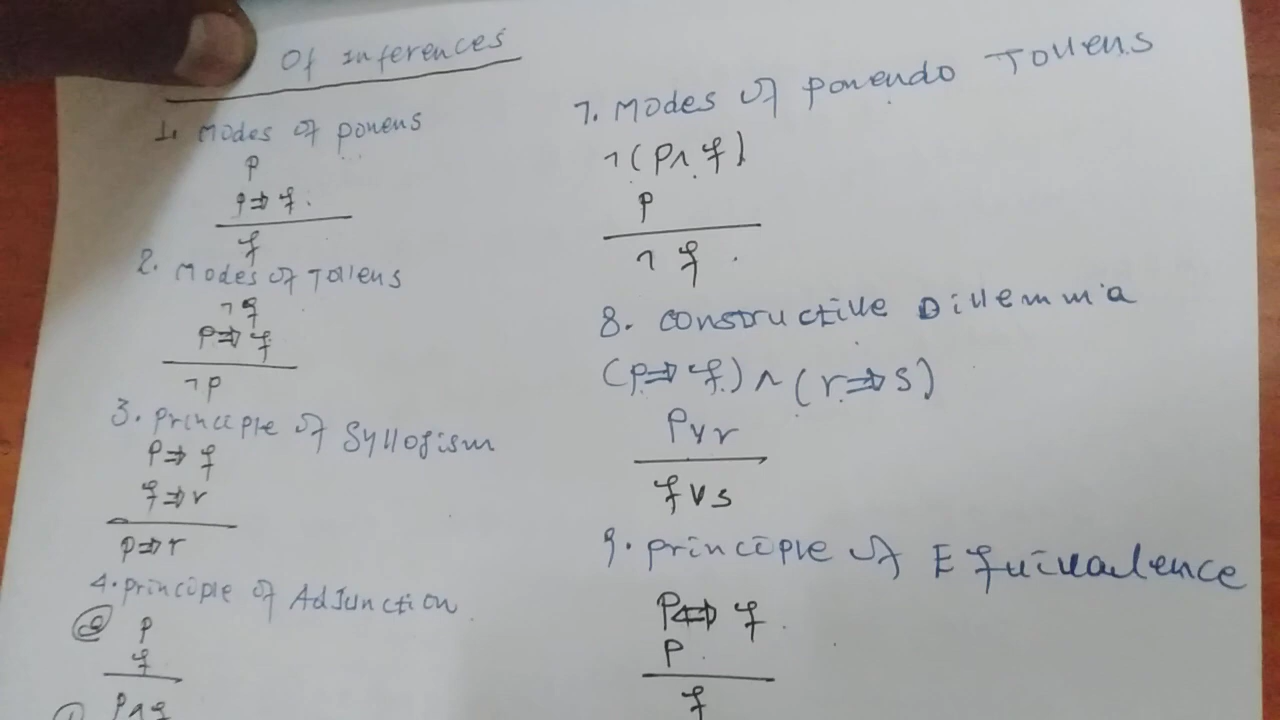 Of Inferences
1. Modes of ponens
p
p⇒q.
q
2. Modes of Tollens
¬q
p⇒q
¬p
3. principle of Syllogism
p⇒q
q⇒r
p⇒r
4. principle of AdJunction
ⓐ p
q
p∧q
7. Modes of ponendo Tollens
¬(p∧q)
p
¬q.
8. constructive Dillemma
(p⇒q)∧(r⇒s)
p∨r
q∨s
9. principle of Equivalence
p⇔q.
p.
q